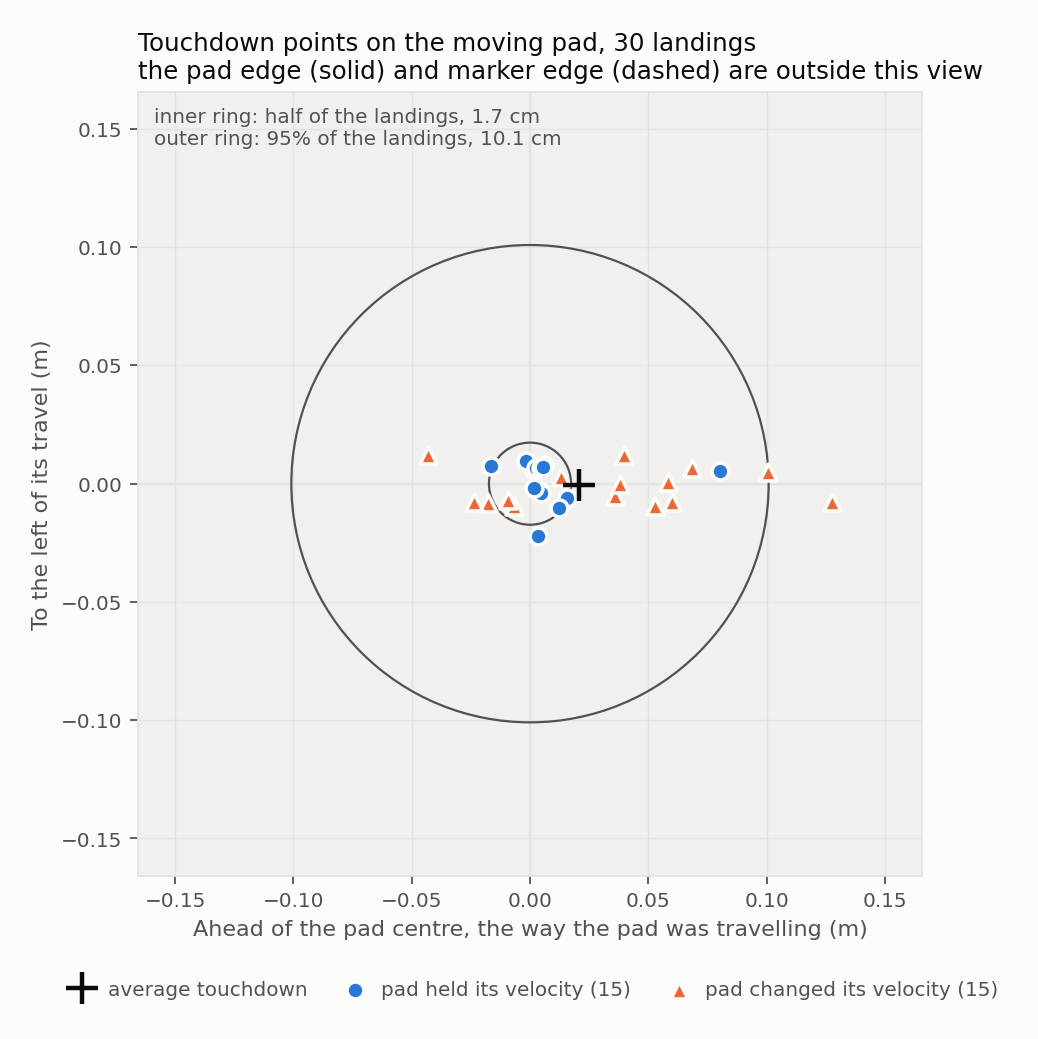 Touchdown points on the moving pad, 30 landings
the pad edge (solid) and marker edge (dashed) are outside this view
inner ring: half of the landings, 1.7 cm
outer ring: 95% of the landings, 10.1 cm
0.15
0.10
0.05
0.00
−0.05
−0.10
−0.15
To the left of its travel (m)
−0.15 −0.10 −0.05 0.00 0.05 0.10 0.15
Ahead of the pad centre, the way the pad was travelling (m)
average touchdown pad held its velocity (15) pad changed its velocity (15)